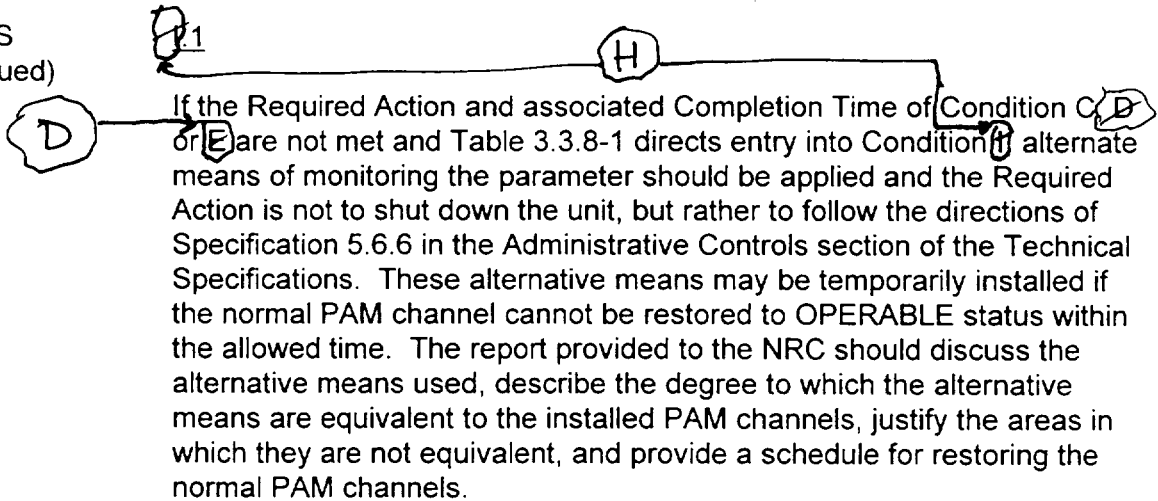 S
ued)
.1
H
D
If the Required Action and associated Completion Time of Condition C, D
or E are not met and Table 3.3.8-1 directs entry into Condition alternate
means of monitoring the parameter should be applied and the Required
Action is not to shut down the unit, but rather to follow the directions of
Specification 5.6.6 in the Administrative Controls section of the Technical
Specifications. These alternative means may be temporarily installed if
the normal PAM channel cannot be restored to OPERABLE status within
the allowed time. The report provided to the NRC should discuss the
alternative means used, describe the degree to which the alternative
means are equivalent to the installed PAM channels, justify the areas in
which they are not equivalent, and provide a schedule for restoring the
normal PAM channels.